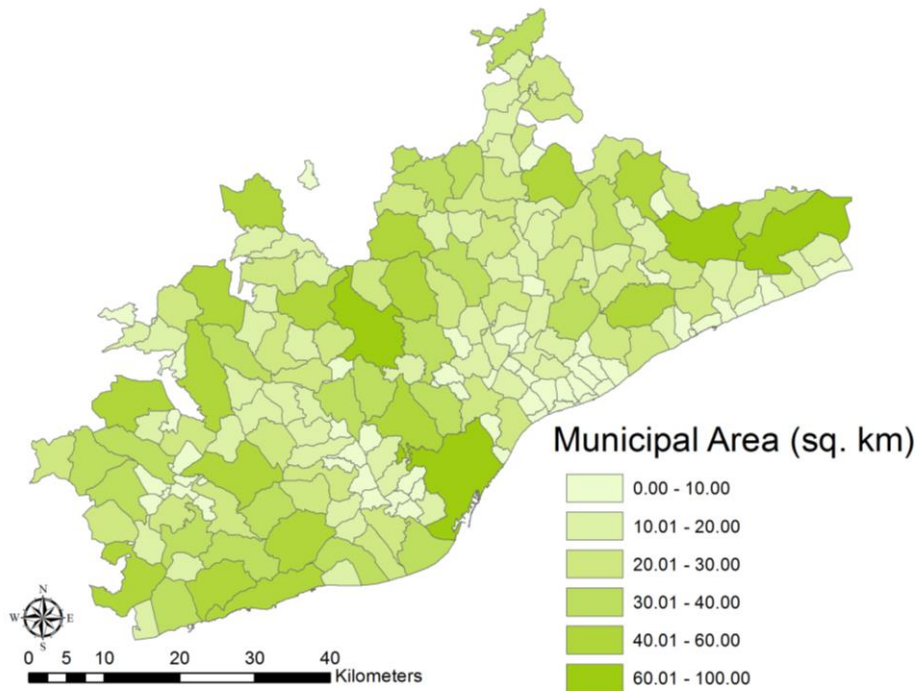 Municipal Area (sq. km)
0.00 - 10.00
10.01 - 20.00
20.01 - 30.00
30.01 - 40.00
40.01 - 60.00
60.01 - 100.00
N
W E
S
0 5 10 20 30 40
Kilometers